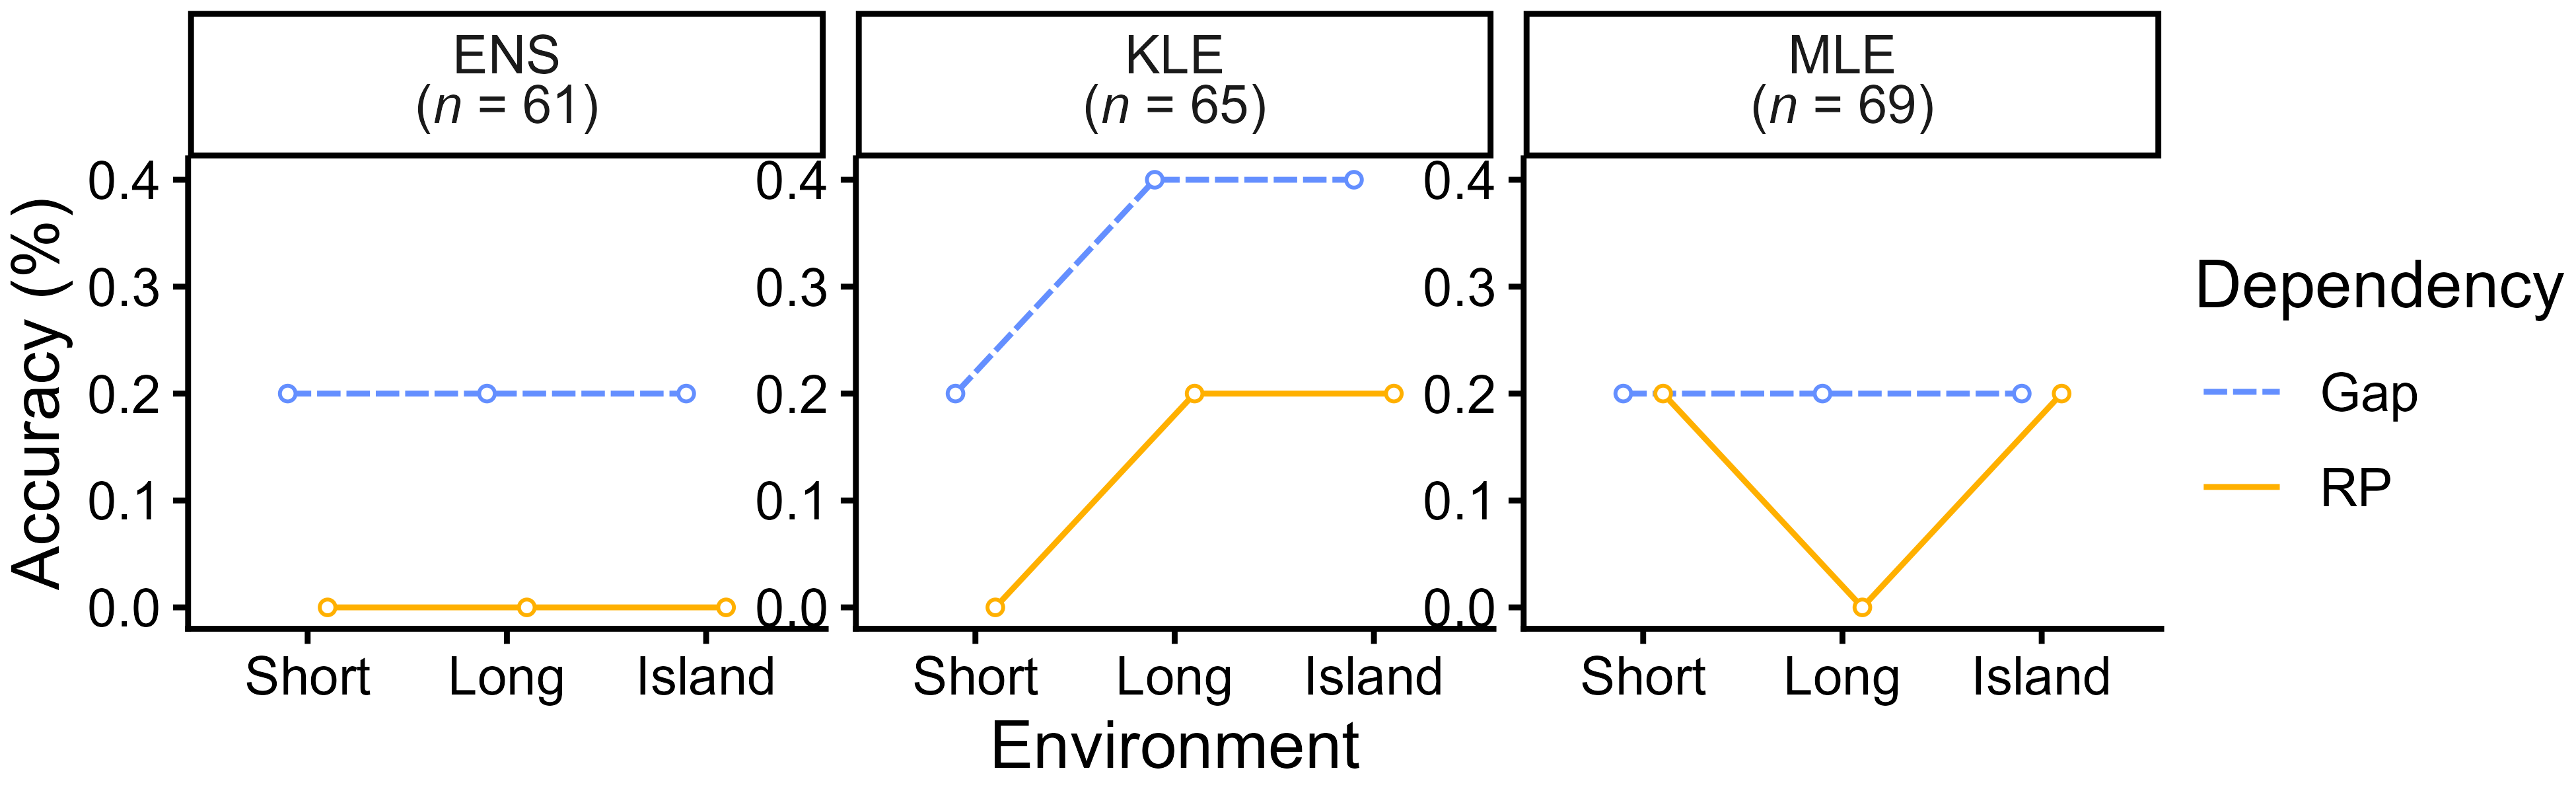 ENS
(n = 61)
KLE
(n = 65)
MLE
(n = 69)
Accuracy (%)
0.4
0.3
0.2
0.1
0.0
0.4
0.3
0.2
0.1
0.0
0.4
0.3
0.2
0.1
0.0
Short Long Island
Short Long Island
Short Long Island
Environment
Dependency
Gap
RP